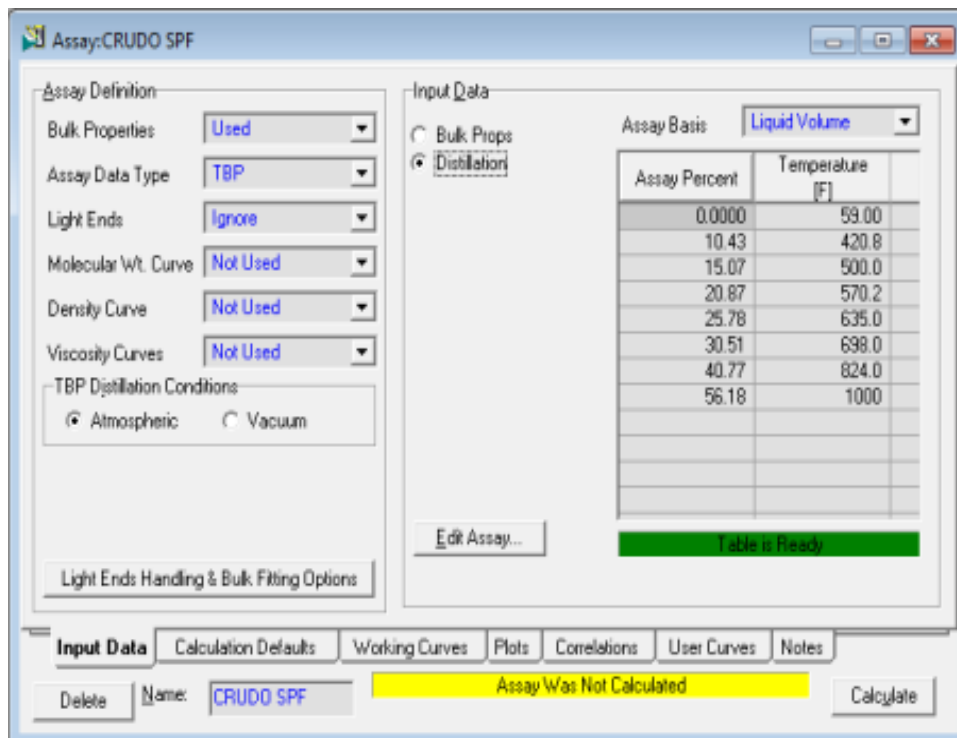 Assay:CRUDO SPF
Assay Definition
Bulk Properties Used
Assay Data Type TBP
Light Ends Ignore
Molecular Wt. Curve Not Used
Density Curve Not Used
Viscosity Curves Not Used
TBP Distillation Conditions
Atmospheric Vacuum
Light Ends Handling & Bulk Fitting Options
Input Data
Bulk Props
Distillation
Assay Basis Liquid Volume
Assay Percent Temperature [F]
0.0000 59.00
10.43 420.8
15.07 500.0
20.87 570.2
25.78 635.0
30.51 698.0
40.77 824.0
56.18 1000
Edit Assay...
Table is Ready
Input Data Calculation Defaults Working Curves Plots Correlations User Curves Notes
Delete Name: CRUDO SPF Assay Was Not Calculated Calculate